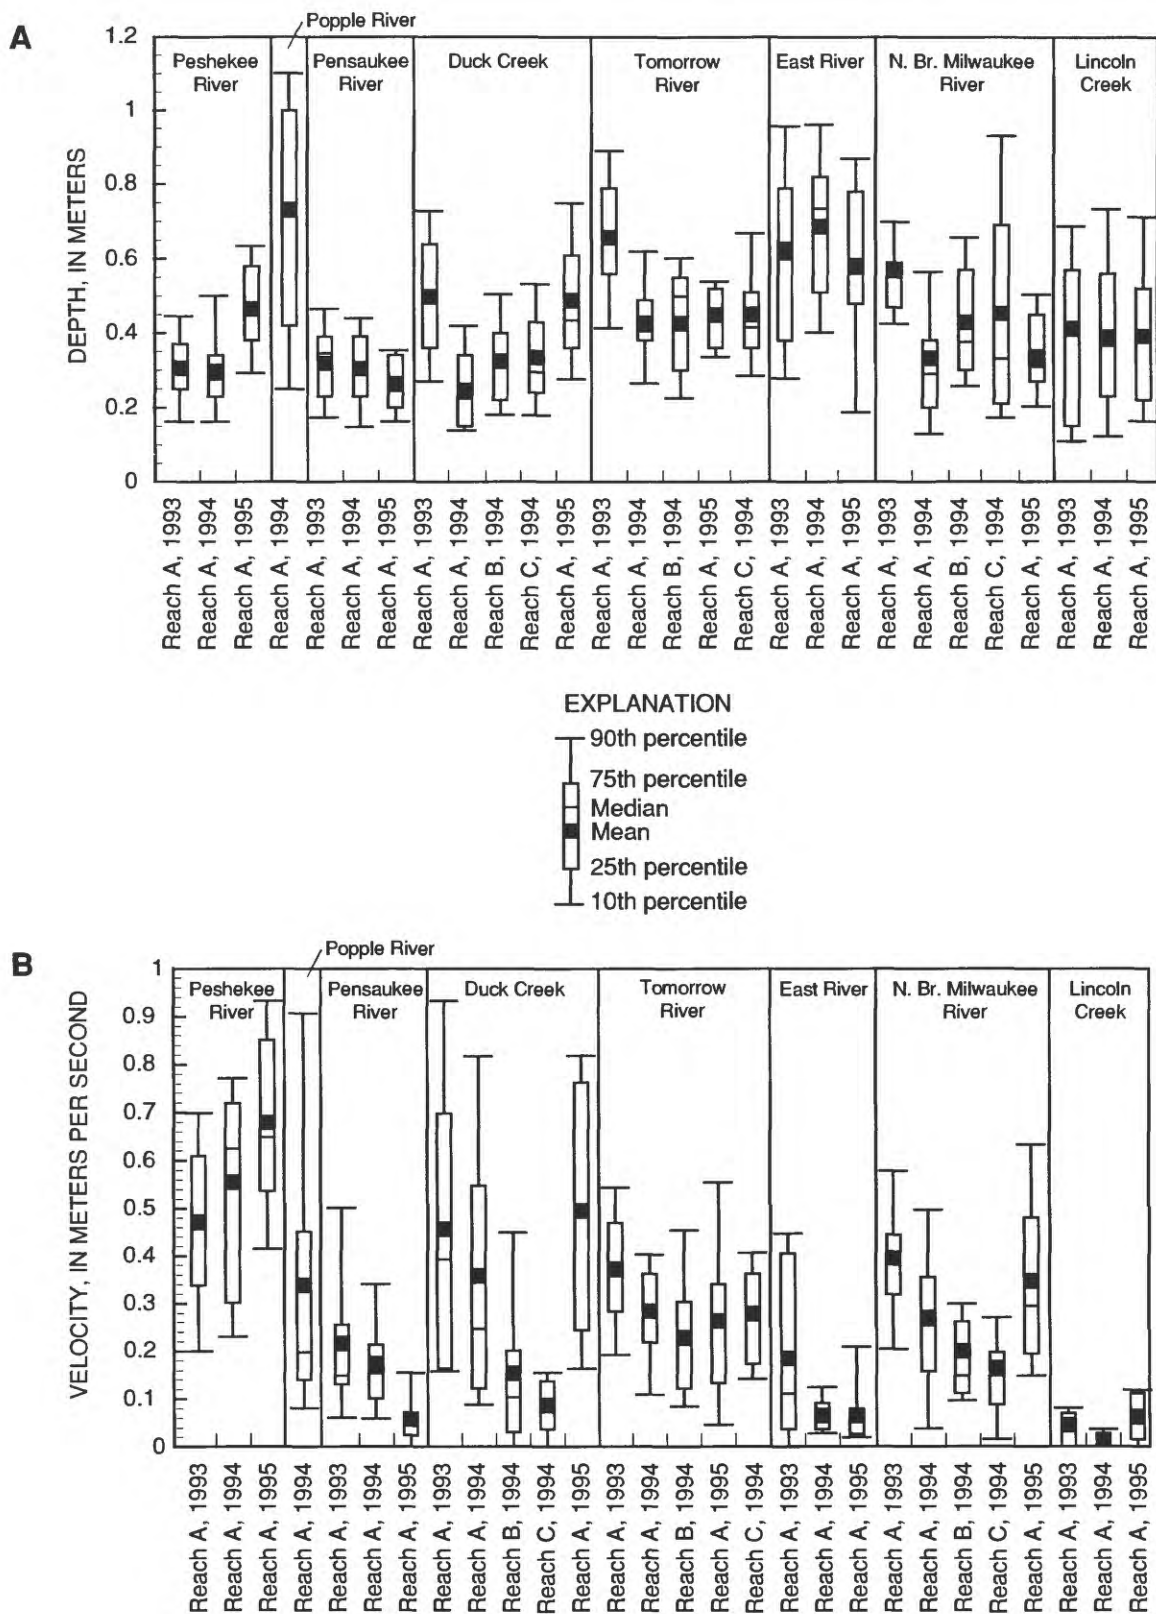 A
Popple River
1.2
1
0.8
0.6
0.4
0.2
0
DEPTH, IN METERS
Peshekee
River
Pensaukee
River
Duck Creek
Tomorrow
River
East River
N. Br. Milwaukee
River
Lincoln
Creek
Reach A, 1993
Reach A, 1994
Reach A, 1995
Reach A, 1994
Reach A, 1993
Reach A, 1994
Reach A, 1995
Reach A, 1993
Reach A, 1994
Reach B, 1994
Reach C, 1994
Reach A, 1995
Reach A, 1993
Reach A, 1994
Reach B, 1994
Reach A, 1995
Reach C, 1994
Reach A, 1993
Reach A, 1994
Reach A, 1995
Reach A, 1993
Reach A, 1994
Reach B, 1994
Reach C, 1994
Reach A, 1995
Reach A, 1993
Reach A, 1994
Reach A, 1995
EXPLANATION
90th percentile
75th percentile
Median
Mean
25th percentile
10th percentile
B
Popple River
1
0.9
0.8
0.7
0.6
0.5
0.4
0.3
0.2
0.1
0
VELOCITY, IN METERS PER SECOND
Peshekee
River
Pensaukee
River
Duck Creek
Tomorrow
River
East River
N. Br. Milwaukee
River
Lincoln
Creek
Reach A, 1993
Reach A, 1994
Reach A, 1995
Reach A, 1994
Reach A, 1993
Reach A, 1994
Reach A, 1995
Reach A, 1993
Reach A, 1994
Reach B, 1994
Reach C, 1994
Reach A, 1995
Reach A, 1993
Reach A, 1994
Reach B, 1994
Reach A, 1995
Reach C, 1994
Reach A, 1993
Reach A, 1994
Reach A, 1995
Reach A, 1993
Reach A, 1994
Reach B, 1994
Reach C, 1994
Reach A, 1995
Reach A, 1993
Reach A, 1994
Reach A, 1995